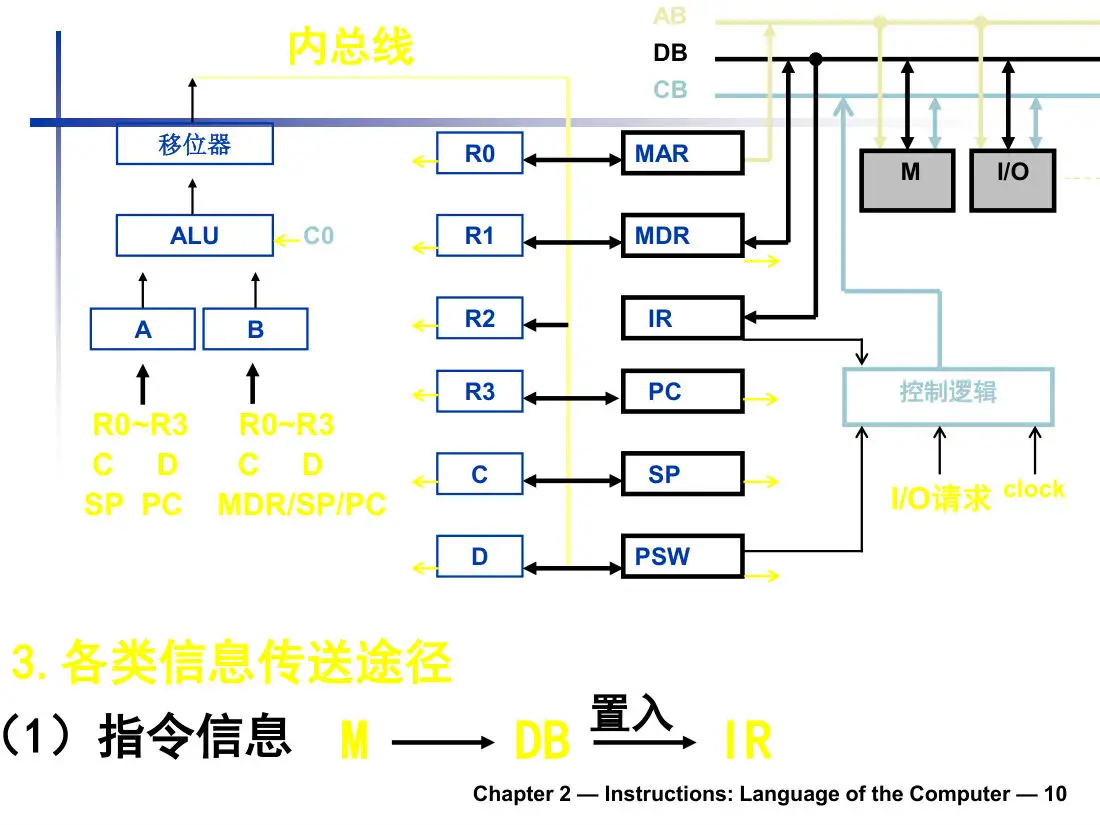 AB
内总线
DB
CB
移位器
R0
MAR
M
I/O
ALU
C0
R1
MDR
R2
IR
A
B
R3
PC
控制逻辑
R0~R3
R0~R3
C D
C D
C
SP
SP PC
MDR/SP/PC
I/O请求
clock
D
PSW
3.各类信息传送途径
(1)指令信息 M DB 置入 IR
Chapter 2 — Instructions: Language of the Computer — 10